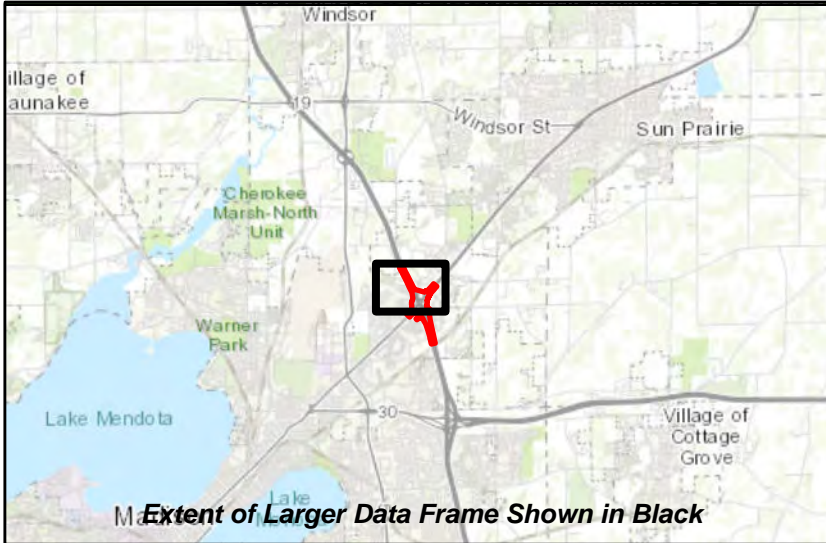 Windsor
illage of
aunakee
19
Windsor St
Sun Prairie
Cherokee
Marsh-North
Unit
Warner
Park
Lake Mendota
30
Village of
Cottage
Grove
Lake
Extent of Larger Data Frame Shown in Black